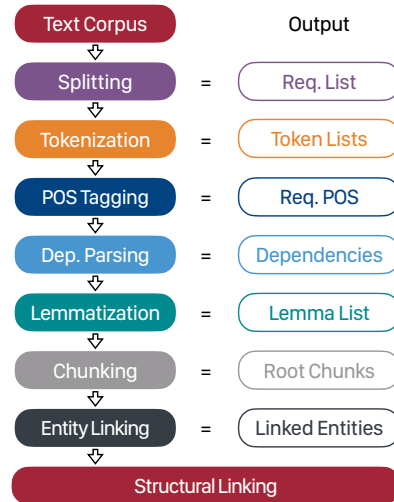 Text Corpus Output
Splitting = Req. List
Tokenization = Token Lists
POS Tagging = Req. POS
Dep. Parsing = Dependencies
Lemmatization = Lemma List
Chunking = Root Chunks
Entity Linking = Linked Entities
Structural Linking